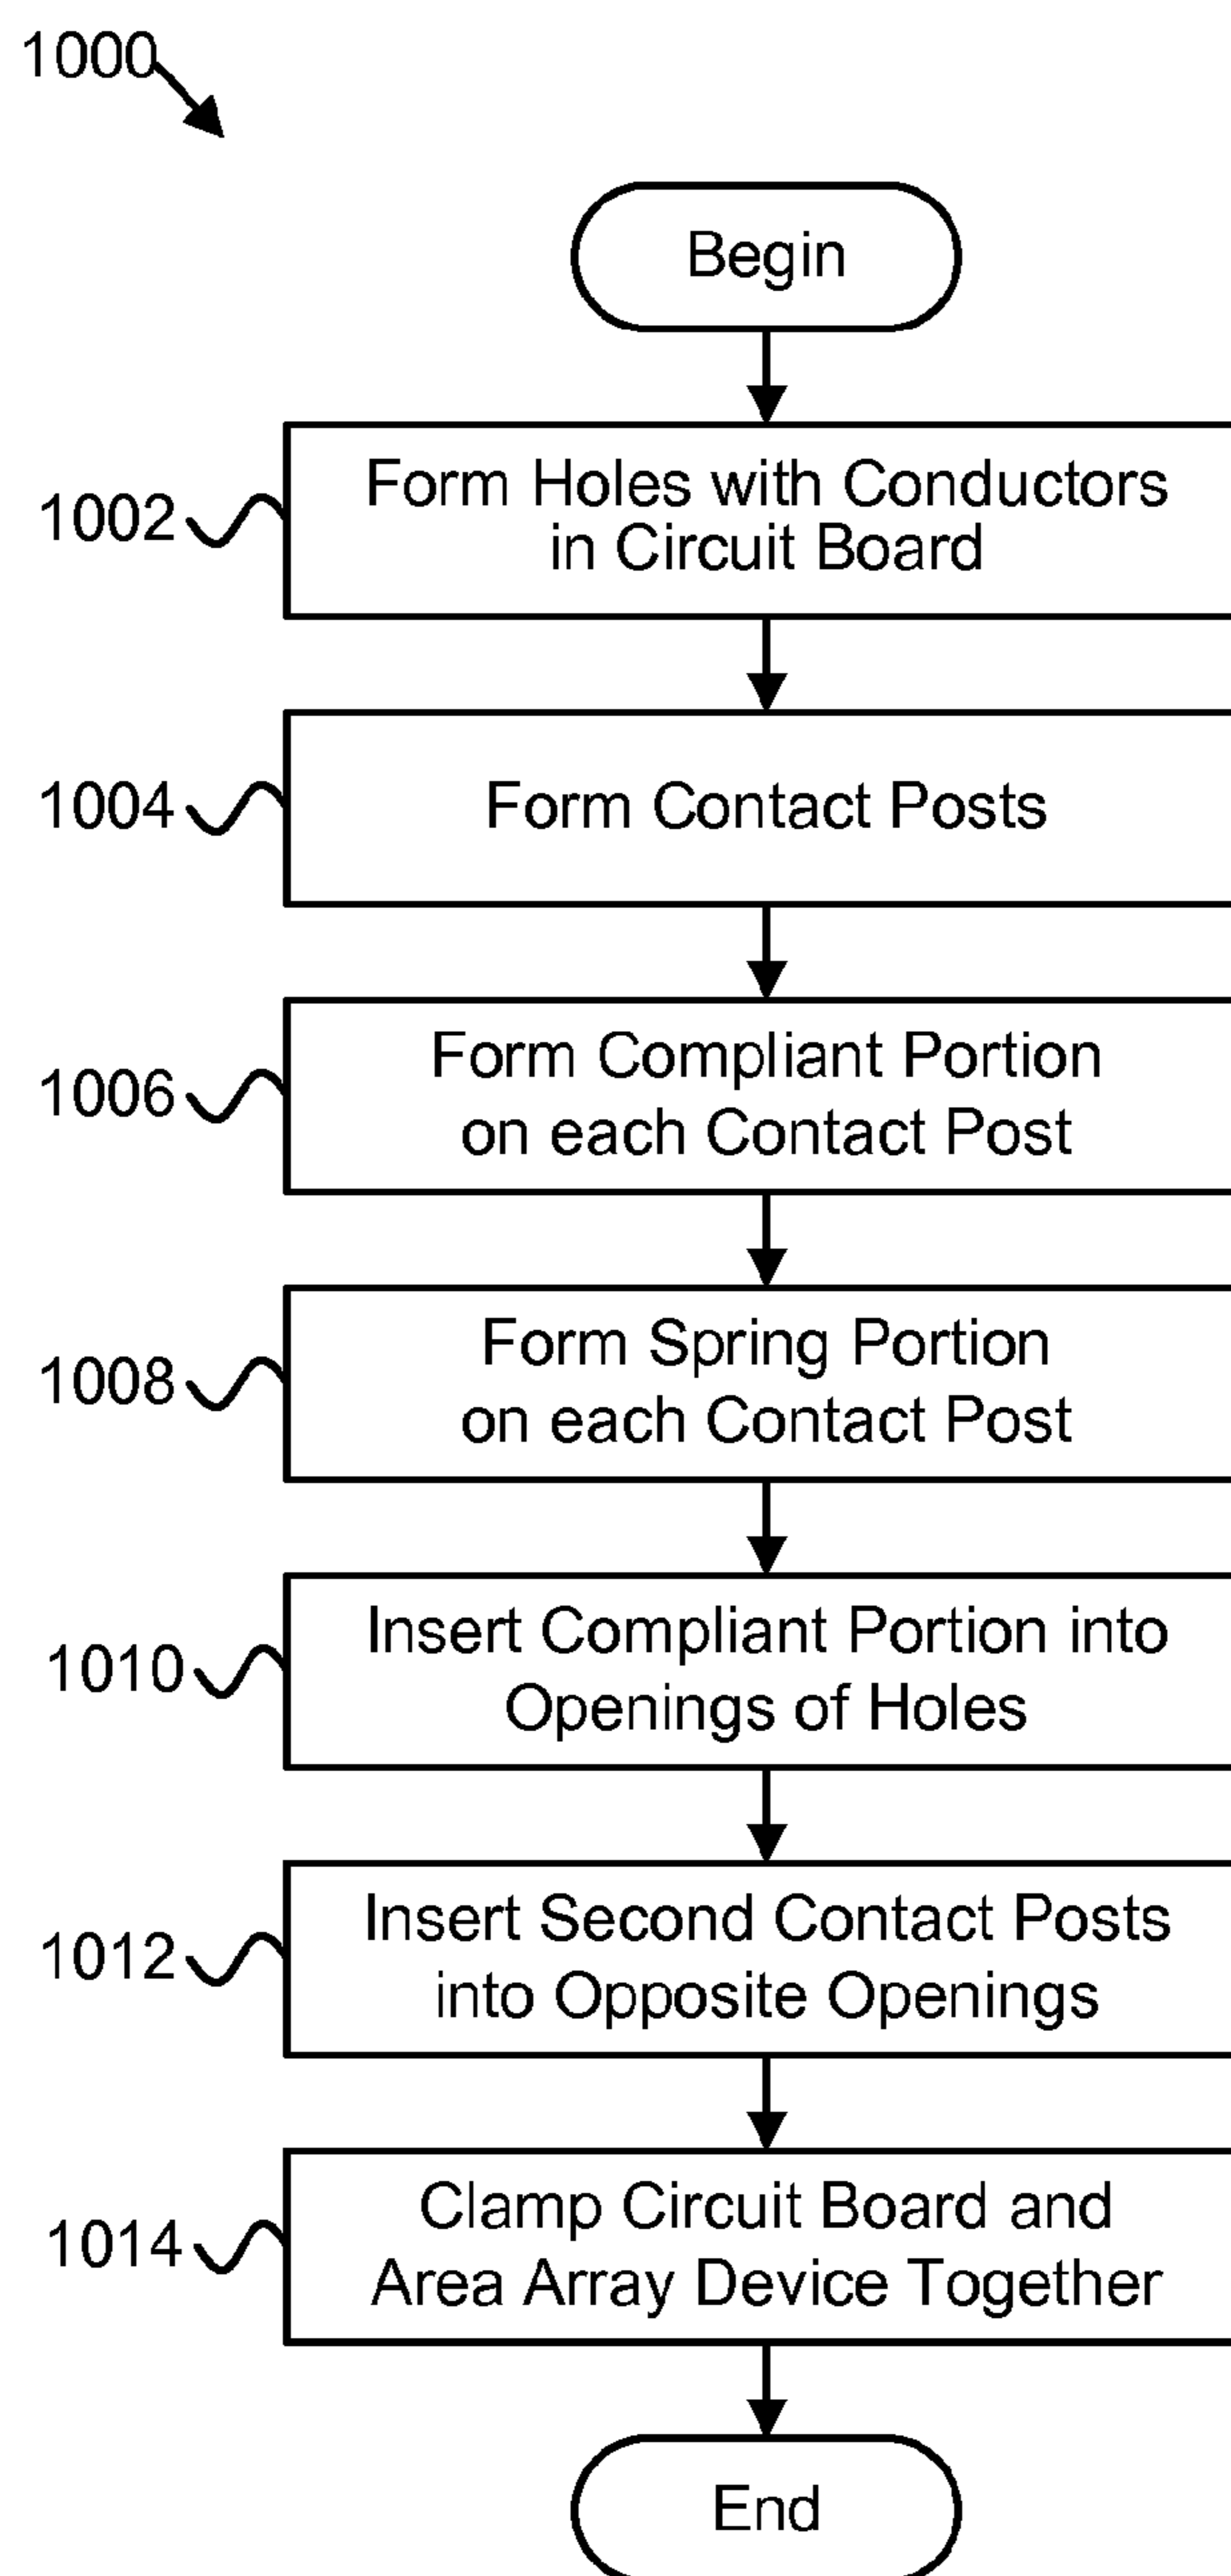 1000
Begin
1002
Form Holes with Conductors
in Circuit Board
1004
Form Contact Posts
1006
Form Compliant Portion
on each Contact Post
1008
Form Spring Portion
on each Contact Post
1010
Insert Compliant Portion into
Openings of Holes
1012
Insert Second Contact Posts
into Opposite Openings
1014
Clamp Circuit Board and
Area Array Device Together
End